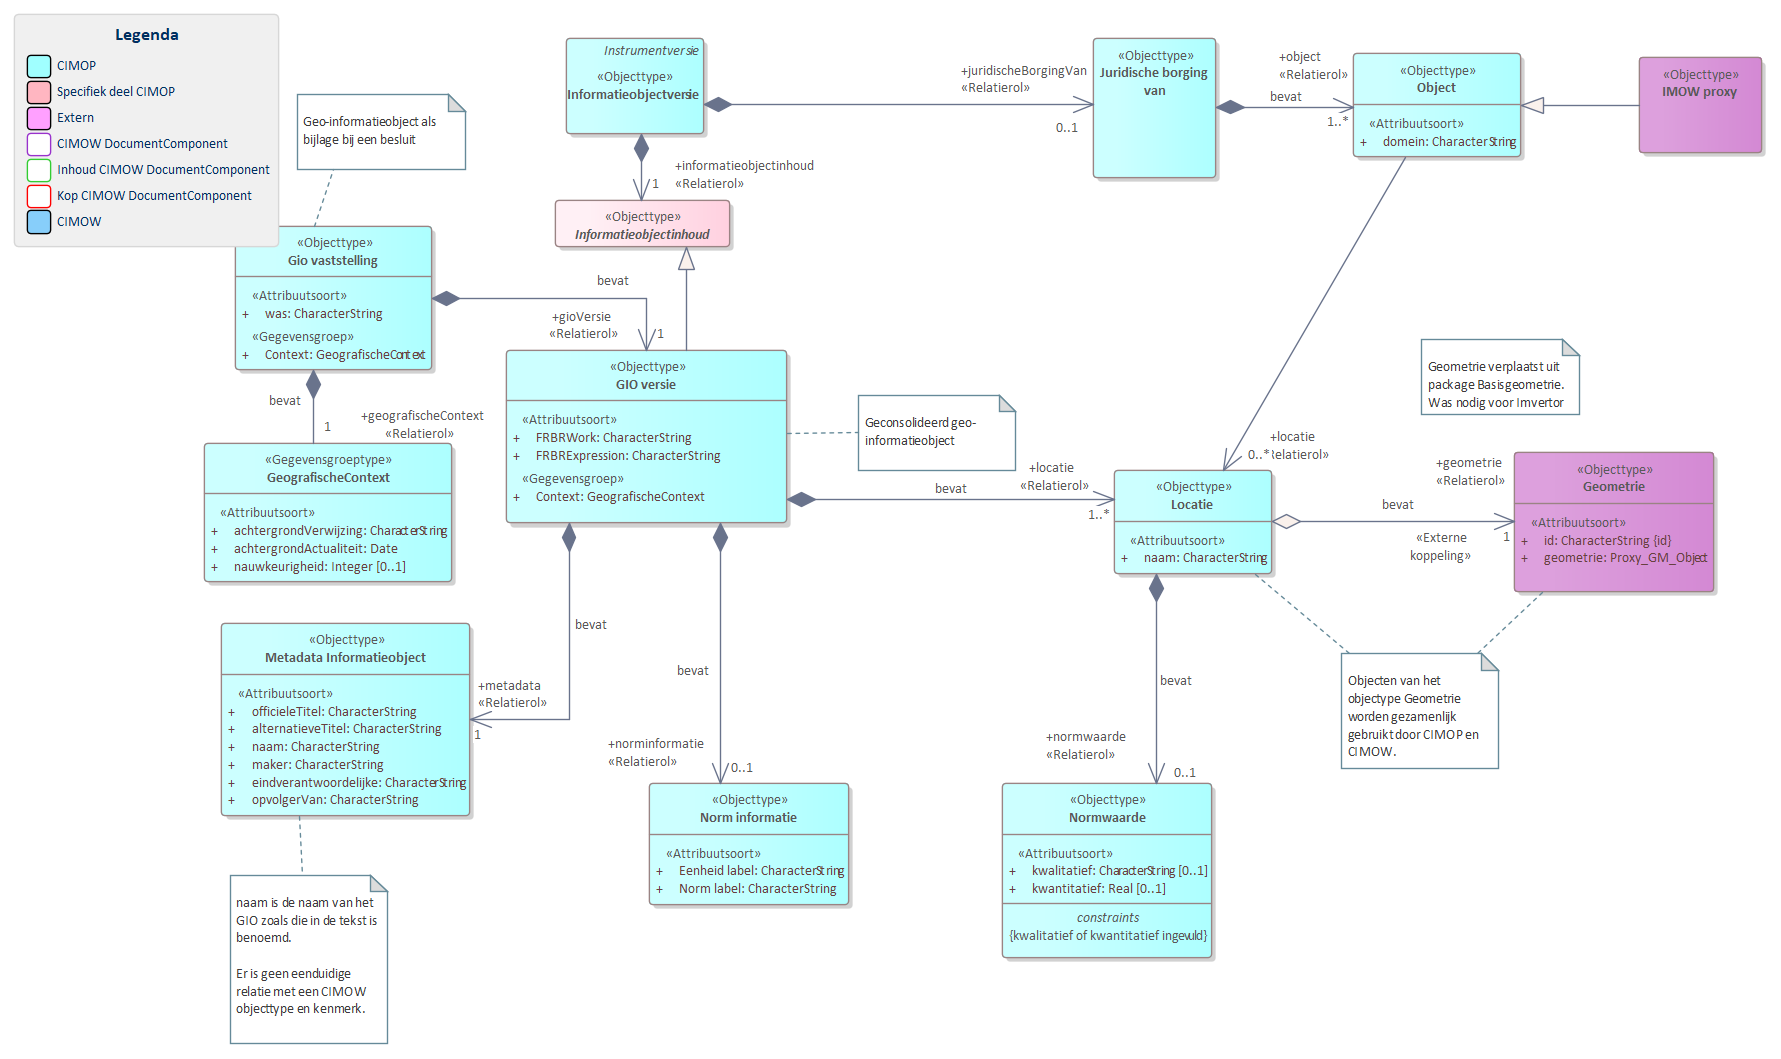 Legenda
CIMOP
Specifiek deel CIMOP
Extern
CIMOW DocumentComponent
Inhoud CIMOW DocumentComponent
Kop CIMOW DocumentComponent
CIMOW
Geo-informatieobject als
bijlage bij een besluit
Instrumentversie
«Objecttype»
Informatieobjectversie
+juridischeBorgingVan
«Relatierol»
0..1
«Objecttype»
Juridische borging
van
+object
«Relatierol»
bevat
1..*
«Objecttype»
Object
«Attribuutsoort»
+ domein: CharacterString
«Objecttype»
IMOW proxy
+informatieobjectinhoud
«Relatierol»
1
«Objecttype»
Informatieobjectinhoud
«Objecttype»
Gio vaststelling
«Attribuutsoort»
+ was: CharacterString
«Gegevensgroep»
+ Context: GeografischeContext
bevat
+gioVersie
«Relatierol»
1
bevat
1
+geografischeContext
«Relatierol»
«Gegevensgroeptype»
GeografischeContext
«Attribuutsoort»
+ achtergrondVerwijzing: CharacterString
+ achtergrondActualiteit: Date
+ nauwkeurigheid: Integer [0..1]
«Objecttype»
GIO versie
«Attribuutsoort»
+ FRBRWork: CharacterString
+ FRBRExpression: CharacterString
«Gegevensgroep»
+ Context: GeografischeContext
Geconsolideerd geo-
informatieobject
Geometrie verplaatst uit
package Basisgeometrie.
Was nodig voor Imvertor
bevat
+locatie
«Relatierol»
1..*
+locatie
0..*
«Relatierol»
«Objecttype»
Locatie
«Attribuutsoort»
+ naam: CharacterString
bevat
+geometrie
«Relatierol»
«Externe
koppeling»
1
«Objecttype»
Geometrie
«Attribuutsoort»
+ id: CharacterString {id}
+ geometrie: Proxy_GM_Object
Objecten van het
objectype Geometrie
worden gezamenlijk
gebruikt door CIMOP en
CIMOW.
«Objecttype»
Metadata Informatieobject
«Attribuutsoort»
+ officieleTitel: CharacterString
+ alternatieveTitel: CharacterString
+ naam: CharacterString
+ maker: CharacterString
+ eindverantwoordelijke: CharacterString
+ opvolgerVan: CharacterString
bevat
+metadata
«Relatierol»
1
bevat
+norminformatie
«Relatierol»
0..1
«Objecttype»
Norm informatie
«Attribuutsoort»
+ Eenheid label: CharacterString
+ Norm label: CharacterString
bevat
+normwaarde
«Relatierol»
0..1
«Objecttype»
Normwaarde
«Attribuutsoort»
+ kwalitatief: CharacterString [0..1]
+ kwantitatief: Real [0..1]
constraints
{kwalitatief of kwantitatief ingevuld}
naam is de naam van het
GIO zoals die in de tekst is
benoemd.
Er is geen eenduidige
relatie met een CIMOW
objecttype en kenmerk.